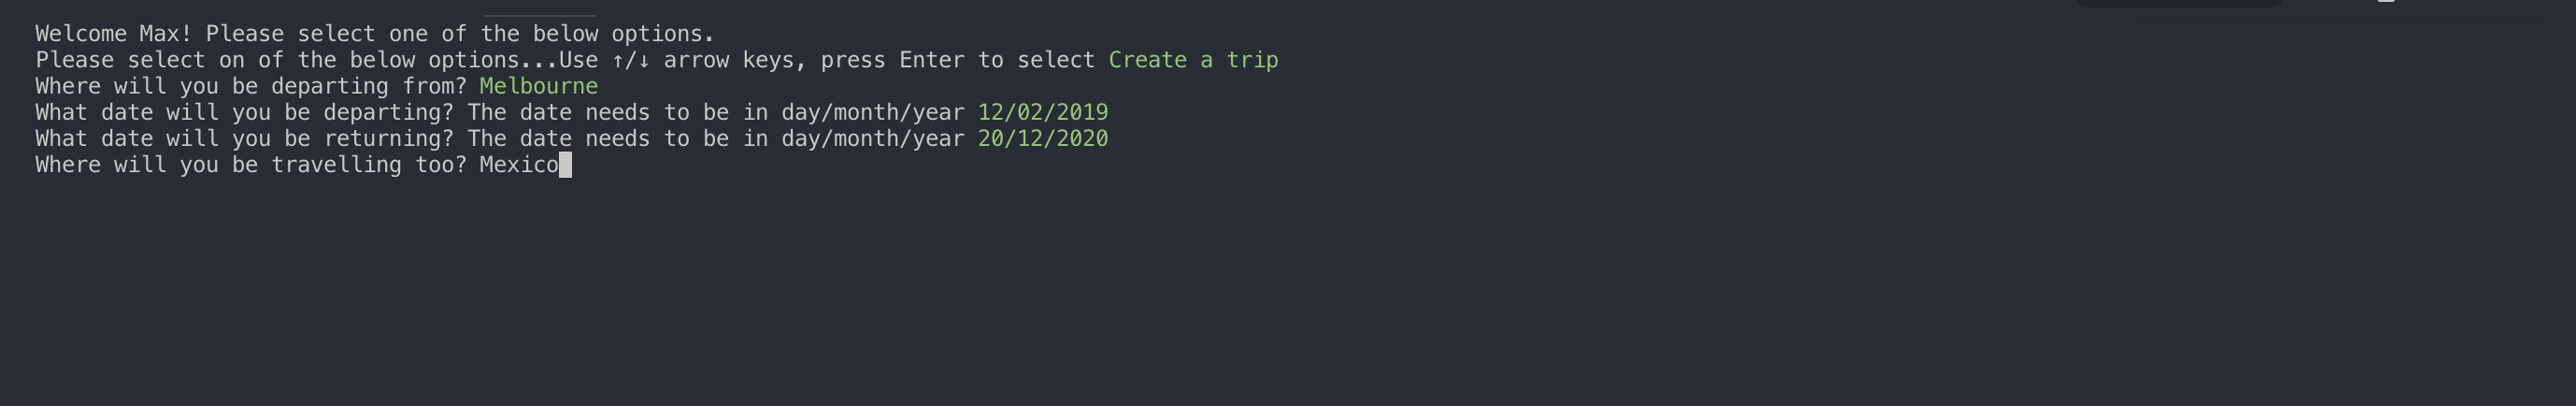 Welcome Max! Please select one of the below options.
Please select on of the below options...Use ↑/↓ arrow keys, press Enter to select Create a trip
Where will you be departing from? Melbourne
What date will you be departing? The date needs to be in day/month/year 12/02/2019
What date will you be returning? The date needs to be in day/month/year 20/12/2020
Where will you be travelling too? Mexico